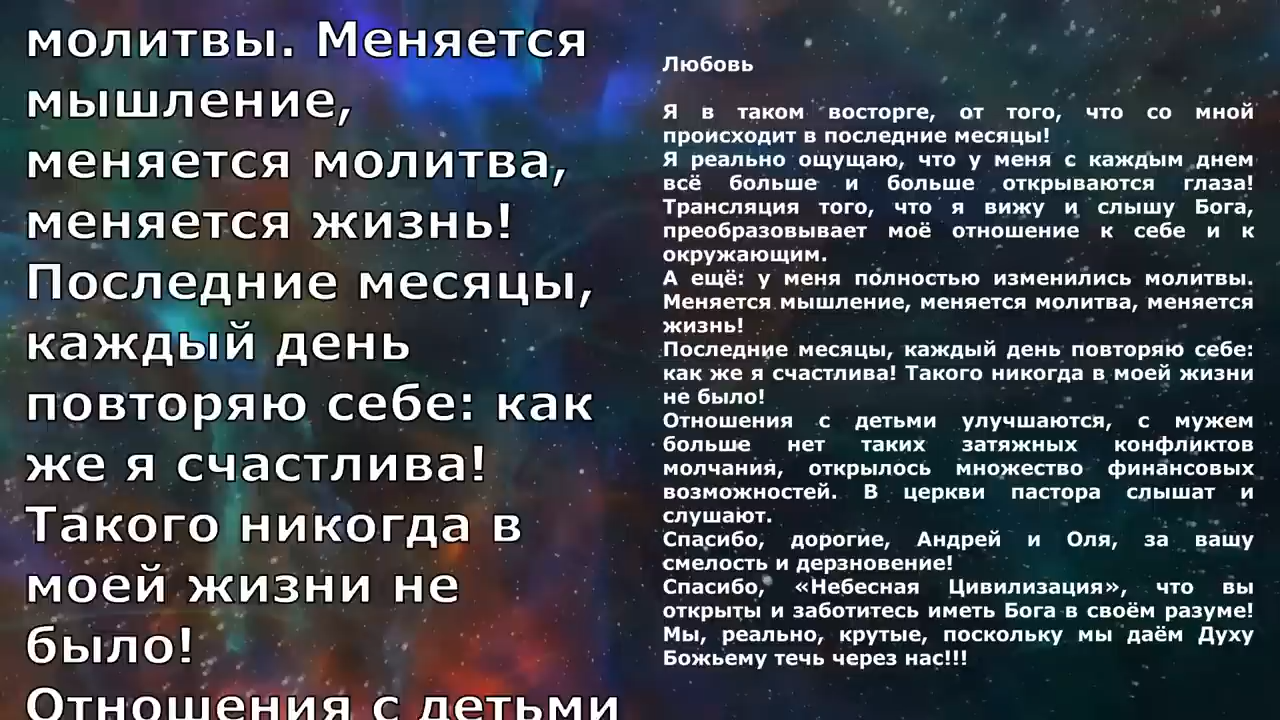 молитвы. Меняется
мышление,
меняется молитва,
меняется жизнь!
Последние месяцы,
каждый день
повторяю себе: как
же я счастлива!
Такого никогда в
моей жизни не
было!
Отношения с детьми
Любовь
Я в таком восторге, от того, что со мной
происходит в последние месяцы!
Я реально ощущаю, что у меня с каждым днем
всё больше и больше открываются глаза!
Трансляция того, что я вижу и слышу Бога,
преобразовывает моё отношение к себе и к
окружающим.
А ещё: у меня полностью изменились молитвы.
Меняется мышление, меняется молитва, меняется
жизнь!
Последние месяцы, каждый день повторяю себе:
как же я счастлива! Такого никогда в моей жизни
не было!
Отношения с детьми улучшаются, с мужем
больше нет таких затяжных конфликтов
молчания, открылось множество финансовых
возможностей. В церкви пастора слышат и
слушают.
Спасибо, дорогие, Андрей и Оля, за вашу
смелость и дерзновение!
Спасибо, «Небесная Цивилизация», что вы
открыты и заботитесь иметь Бога в своём разуме!
Мы, реально, крутые, поскольку мы даём Духу
Божьему течь через нас!!!